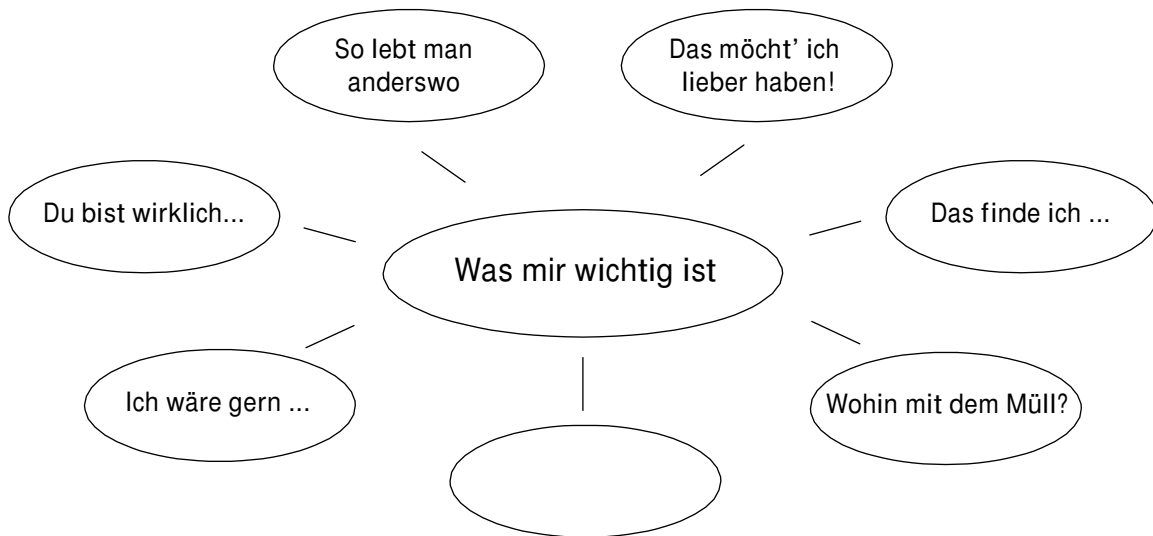 So lebt man
anderswo
Das möcht' ich
lieber haben!
Du bist wirklich...
Das finde ich ...
Was mir wichtig ist
Ich wäre gern ...
Wohin mit dem Müll?